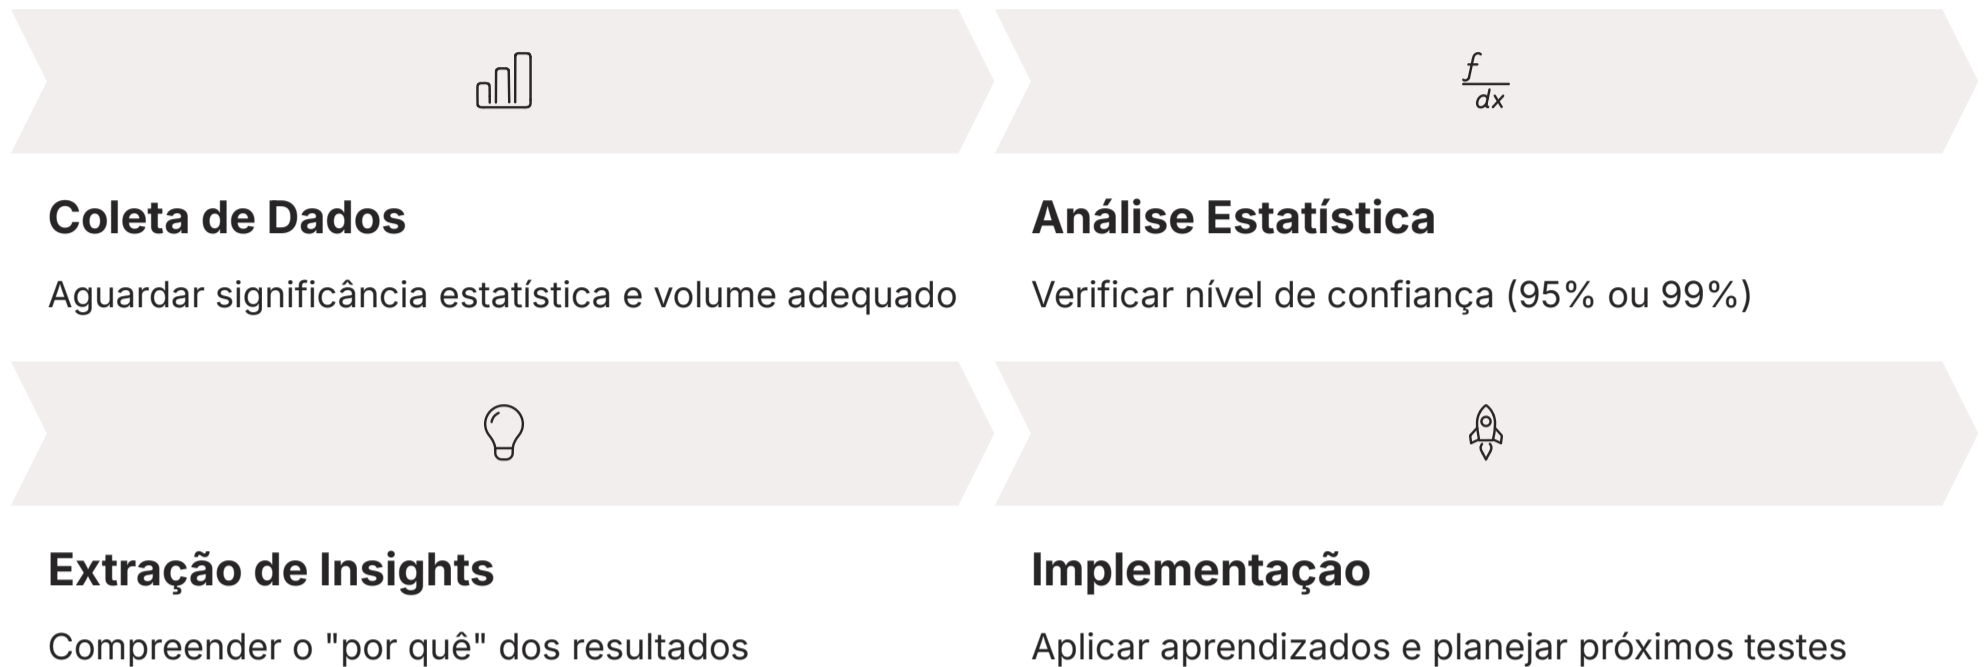 f
dx
Coleta de Dados
Aguardar significância estatística e volume adequado
Análise Estatística
Verificar nível de confiança (95% ou 99%)
Extração de Insights
Compreender o "por quê" dos resultados
Implementação
Aplicar aprendizados e planejar próximos testes